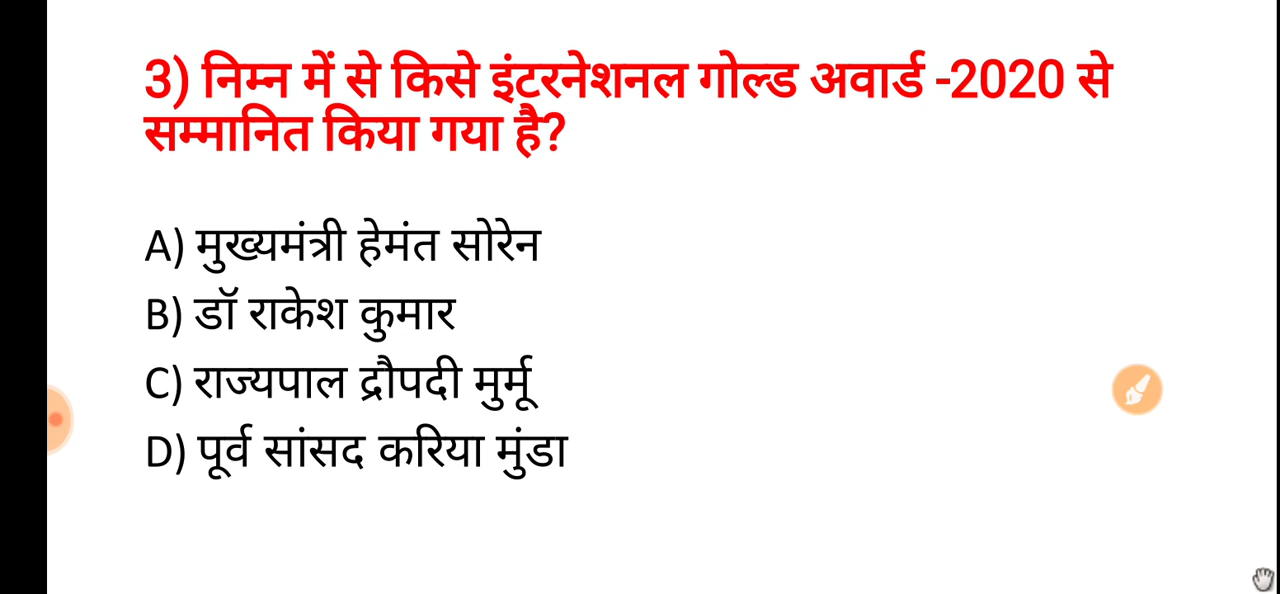 3) निम्न में से किसे इंटरनेशनल गोल्ड अवार्ड -2020 से
सम्मानित किया गया है?
A) मुख्यमंत्री हेमंत सोरेन
B) डॉ राकेश कुमार
C) राज्यपाल द्रौपदी मुर्मू
D) पूर्व सांसद करिया मुंडा